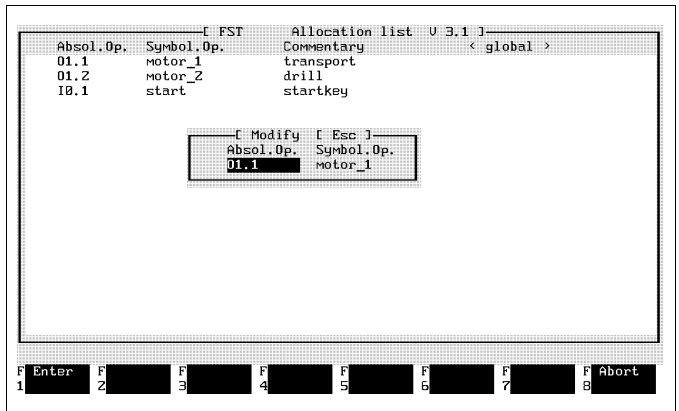 [ FST Allocation list V 3.1 ]
Absol.Op. Symbol.Op. Commentary < global >
O1.1 motor_1 transport
O1.2 motor_2 drill
I0.1 start startkey
[ Modify [ Esc ]
Absol.Op. Symbol.Op.
O1.1 motor_1
F1 Enter F2 F3 F4 F5 F6 F7 F8 Abort